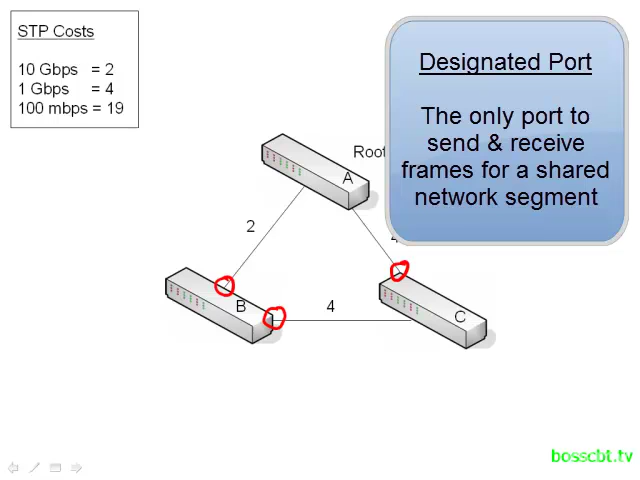 STP Costs
10 Gbps = 2
1 Gbps = 4
100 mbps = 19
Designated Port
The only port to
send & receive
frames for a shared
network segment
Root
A
2
4
B
4
C
bosscbt.tv